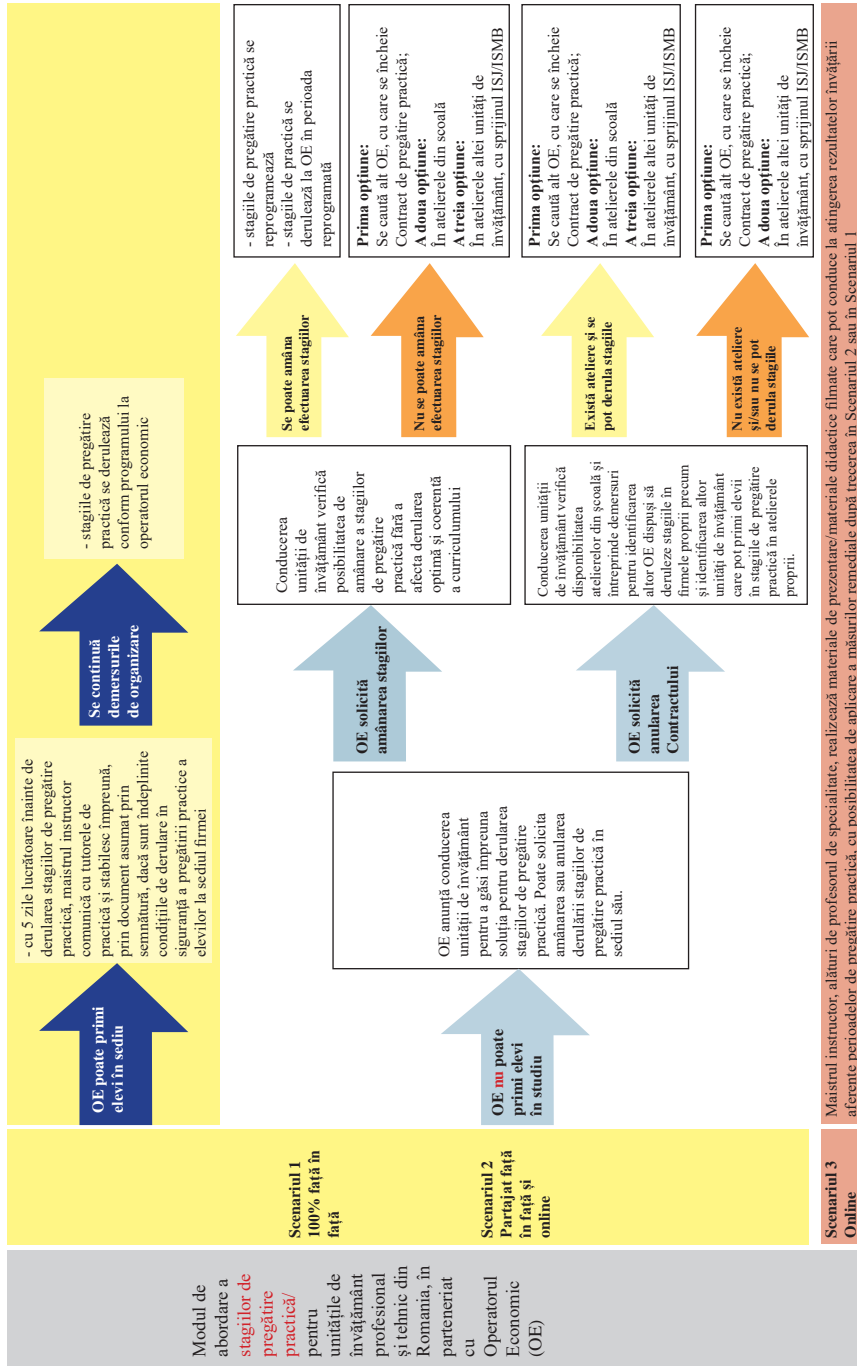 Modul de
abordare a
stagiilor de
pregătire
practică/
pentru
unitățile de
învățământ
profesional
și tehnic din
Romania, în
parteneriat
cu
Operatorul
Economic
(OE)
Scenariul 1
100% față în
față
Scenariul 2
Partajat față
în față și
online
OE poate primi
elevi în sediu
- cu 5 zile lucrătoare înainte de
derularea stagiilor de pregătire
practică, maistrul instructor
comunică cu tutorele de
practică și stabilesc împreună,
prin document asumat prin
semnătură, dacă sunt îndeplinite
condițiile de derulare în
siguranță a pregătirii practice a
elevilor la sediul firmei
Se continuă
demersurile
de organizare
- stagiile de pregătire
practică se derulează
conform programului la
operatorul economic
OE nu poate
primi elevi
în studiu
OE anunță conducerea
unității de învățământ
pentru a găsi împreuna
soluția pentru derularea
stagiilor de pregătire
practică. Poate solicita
amânarea sau anularea
derulării stagiilor de
pregătire practică în
sediul său.
OE solicită
amânarea stagiilor
Conducerea
unității de
învățământ verifică
posibilitatea de
amânare a stagiilor
de pregătire
practică fără a
afecta derularea
optimă și coerentă
a curriculumului
Se poate amâna
efectuarea stagiilor
- stagiile de pregătire practică se
reprogramează
- stagiile de practică se
derulează la OE în perioada
reprogramată
Nu se poate amâna
efectuarea stagiilor
Prima opțiune:
Se caută alt OE, cu care se încheie
Contract de pregătire practică;
A doua opțiune:
În atelierele din scoală
A treia opțiune:
În atelierele altei unități de
învățământ, cu sprijinul ISJ/ISMB
OE solicită
anularea
Contractului
Conducerea unității
de învățământ verifică
disponibilitatea
atelierelor din școală și
întreprinde demersuri
pentru identificarea
altor OE dispuși să
deruleze stagiile în
firmele proprii precum
și identificarea altor
unități de învățământ
care pot primi elevii
în stagiile de pregătire
practică în atelierele
proprii.
Există ateliere și se
pot derula stagiile
Prima opțiune:
Se caută alt OE, cu care se încheie
Contract de pregătire practică;
A doua opțiune:
În atelierele din scoală
A treia opțiune:
În atelierele altei unități de
învățământ, cu sprijinul ISJ/ISMB
Nu există ateliere
și/sau nu se pot
derula stagiile
Prima opțiune:
Se caută alt OE, cu care se încheie
Contract de pregătire practică;
A doua opțiune:
În atelierele altei unități de
învățământ, cu sprijinul ISJ/ISMB
Scenariul 3
Online
Maistrul instructor, alături de profesorul de specialitate, realizează materiale de prezentare/materiale didactice filmate care pot conduce la atingerea rezultatelor învățării
aferente perioadelor de pregătire practică, cu posibilitatea de aplicare a măsurilor remediale după trecerea în Scenariul 2 sau în Scenariul 1